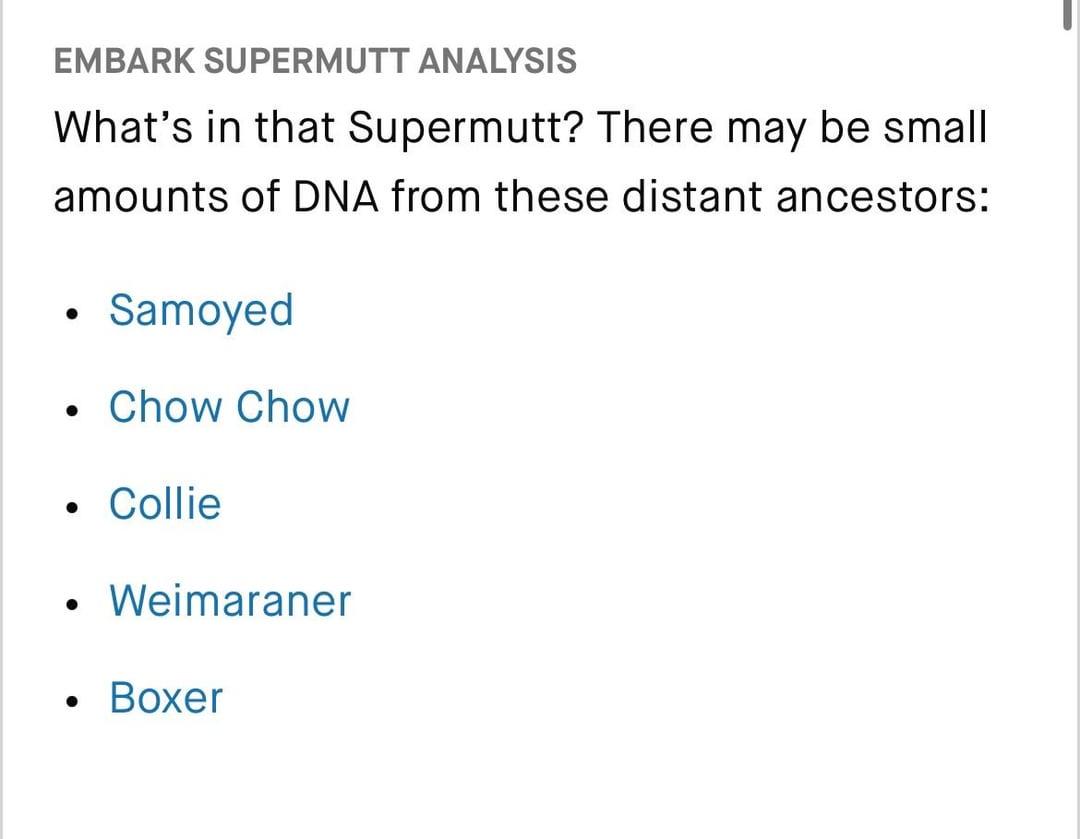 EMBARK SUPERMUTT ANALYSIS
What’s in that Supermutt? There may be small
amounts of DNA from these distant ancestors:
• Samoyed
• Chow Chow
• Collie
• Weimaraner
• Boxer